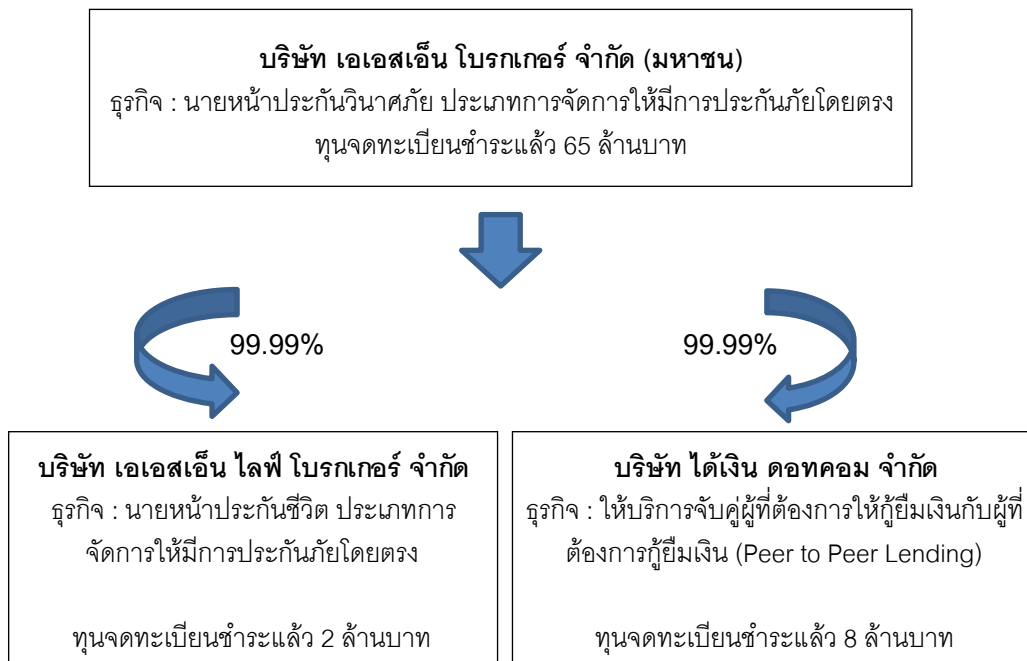 บริษัท เอเอสเอ็น โบรกเกอร์ จำกัด (มหาชน)
ธุรกิจ : นายหน้าประกันวินาศภัย ประเภทการจัดการให้มีการประกันภัยโดยตรง
ทุนจดทะเบียนชำระแล้ว 65 ล้านบาท
99.99%
99.99%
บริษัท เอเอสเอ็น ไลฟ์ โบรกเกอร์ จำกัด
ธุรกิจ : นายหน้าประกันชีวิต ประเภทการ
จัดการให้มีการประกันภัยโดยตรง
ทุนจดทะเบียนชำระแล้ว 2 ล้านบาท
บริษัท ได้เงิน ดอทคอม จำกัด
ธุรกิจ : ให้บริการจับคู่ผู้ที่ต้องการให้กู้ยืมเงินกับผู้ที่
ต้องการกู้ยืมเงิน (Peer to Peer Lending)
ทุนจดทะเบียนชำระแล้ว 8 ล้านบาท